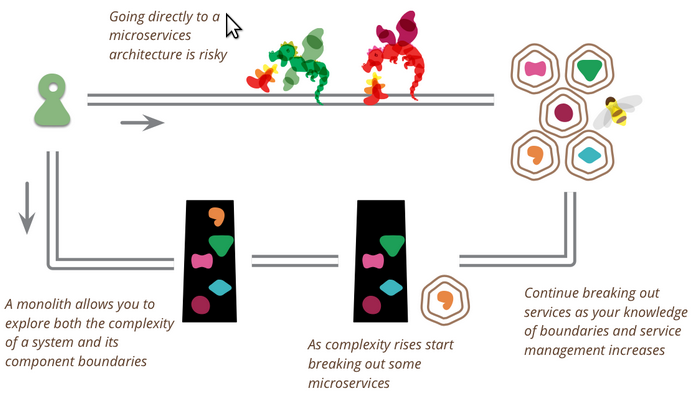 Going directly to a
microservices
architecture is risky
A monolith allows you to
explore both the complexity
of a system and its
component boundaries
As complexity rises start
breaking out some
microservices
Continue breaking out
services as your knowledge
of boundaries and service
management increases